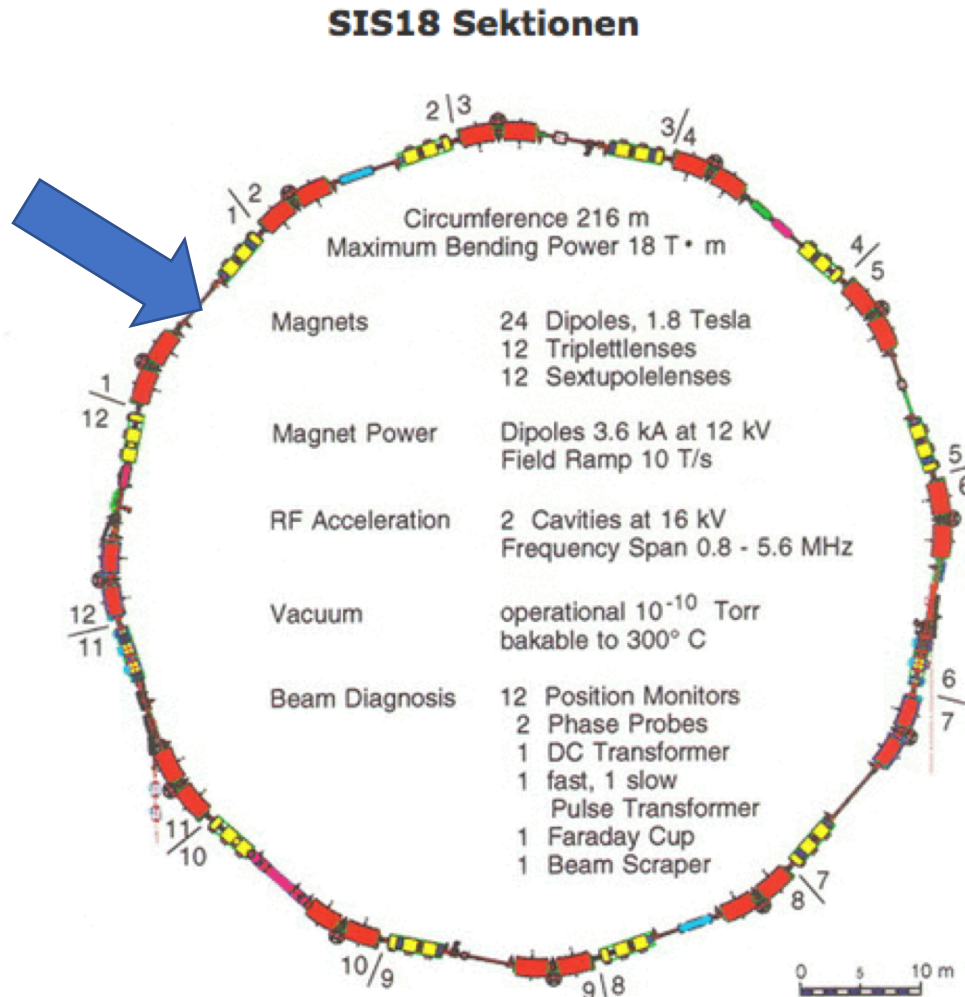 SIS18 Sektionen
2 3
3 4
1 2
4 5
1 12
5 6
12 11
6 7
11 10
7 8
10/9
9 8
Circumference 216 m
Maximum Bending Power 18 T • m
Magnets 24 Dipoles, 1.8 Tesla
12 Triplettlenses
12 Sextupolelenses
Magnet Power Dipoles 3.6 kA at 12 kV
Field Ramp 10 T/s
RF Acceleration 2 Cavities at 16 kV
Frequency Span 0.8 - 5.6 MHz
Vacuum operational 10⁻¹⁰ Torr
bakable to 300° C
Beam Diagnosis 12 Position Monitors
2 Phase Probes
1 DC Transformer
1 fast, 1 slow
Pulse Transformer
1 Faraday Cup
1 Beam Scraper
0 5 10 m